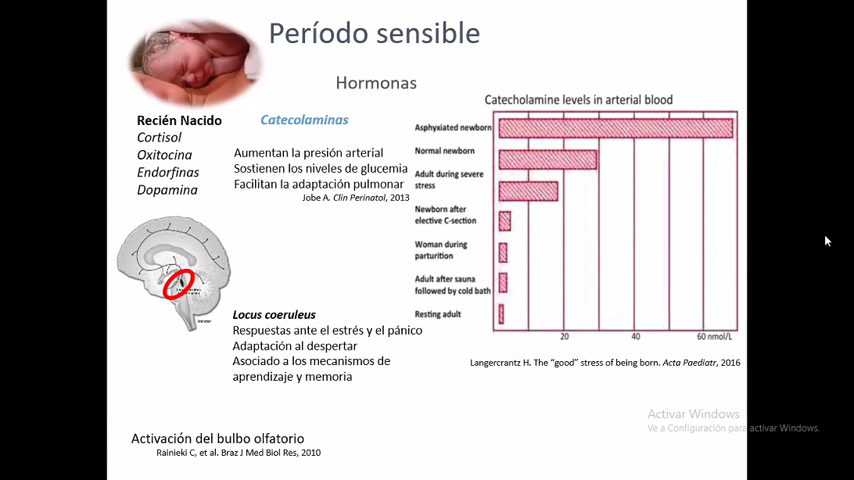 Período sensible
Hormonas
Recién Nacido
Cortisol
Oxitocina
Endorfinas
Dopamina
Catecolaminas
Aumentan la presión arterial
Sostienen los niveles de glucemia
Facilitan la adaptación pulmonar
Jobe A. Clin Perinatol, 2013
Catecholamine levels in arterial blood
Asphyxiated newborn
Normal newborn
Adult during severe
stress
Newborn after
elective C-section
Woman during
parturition
Adult after sauna
followed by cold bath
Resting adult
20
40
60 nmol/L
Langercrantz H. The “good” stress of being born. Acta Paediatr, 2016
Locus coeruleus
Respuestas ante el estrés y el pánico
Adaptación al despertar
Asociado a los mecanismos de
aprendizaje y memoria
Activación del bulbo olfatorio
Rainieki C, et al. Braz J Med Biol Res, 2010
Activar Windows
Ve a Configuración para activar Windows.